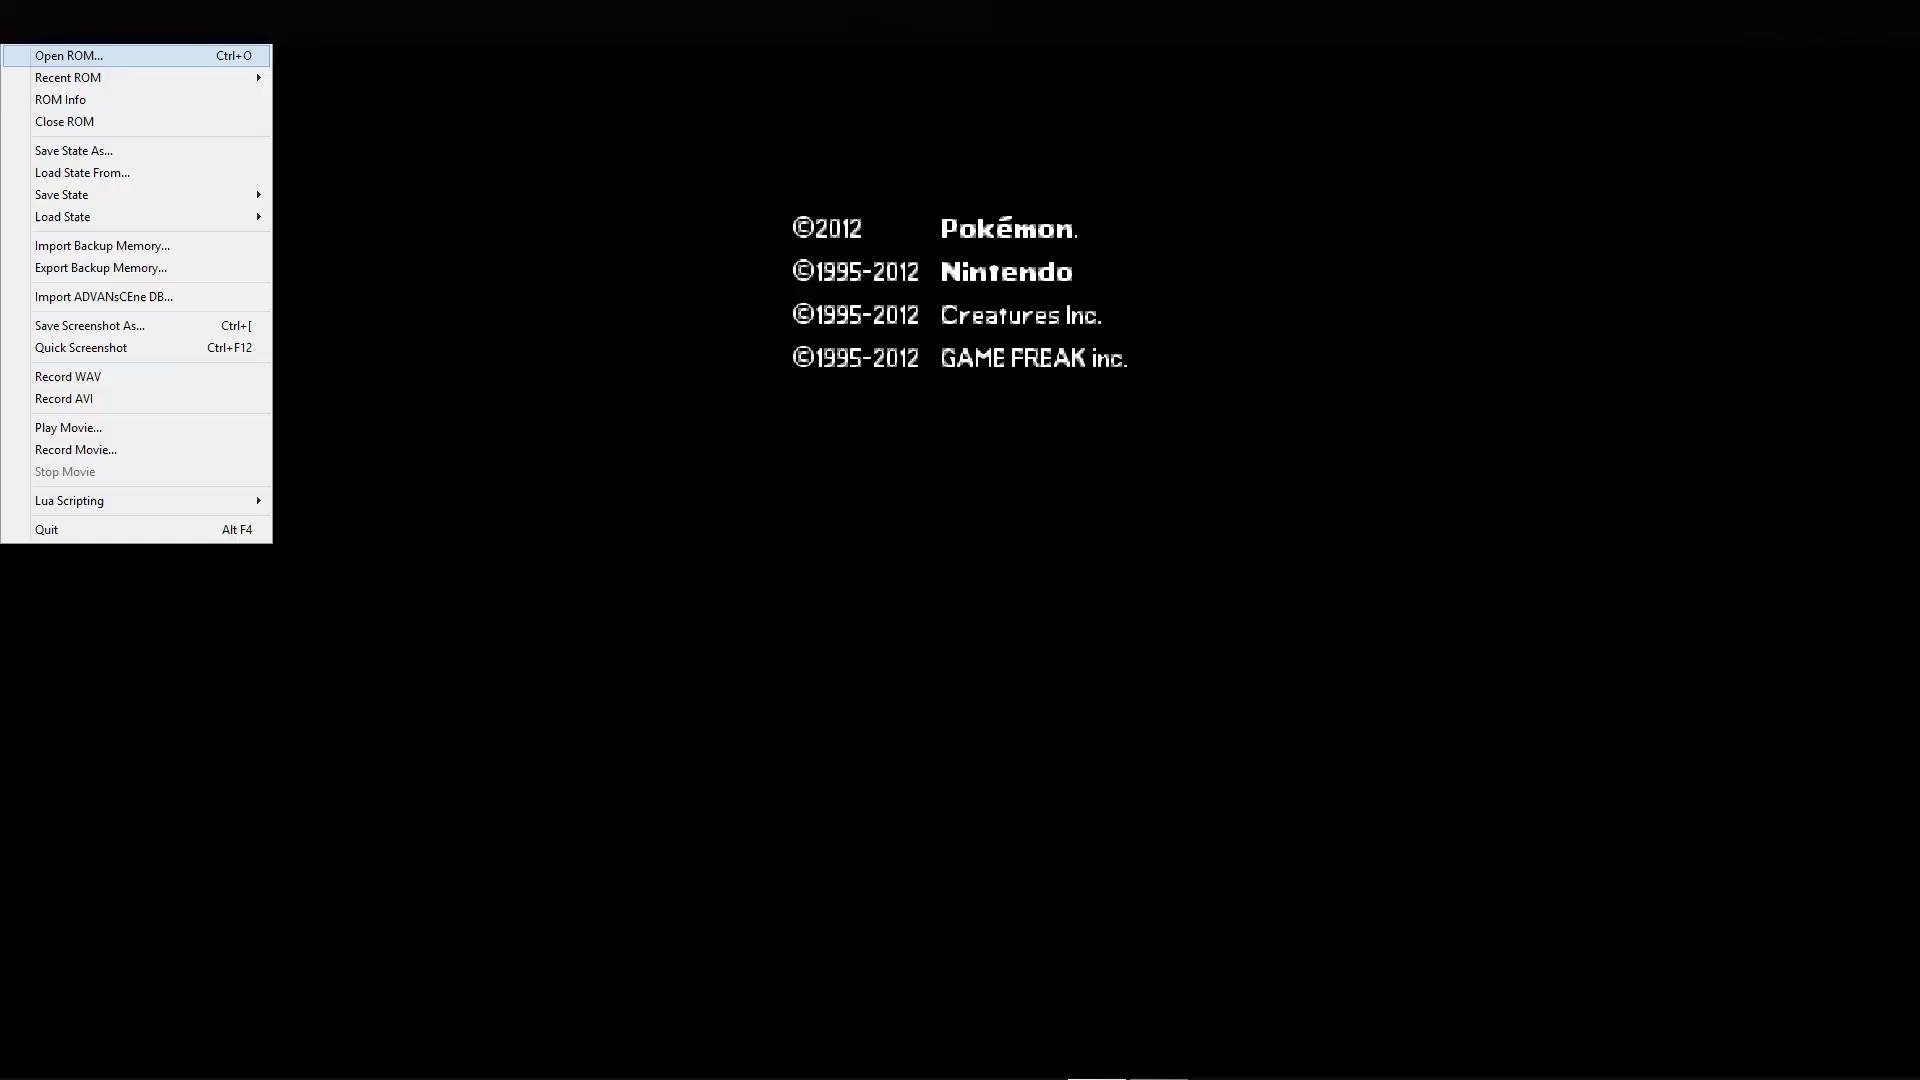 Open ROM... Ctrl+O
Recent ROM
ROM Info
Close ROM
Save State As...
Load State From...
Save State
Load State
Import Backup Memory...
Export Backup Memory...
Import ADVANsCEne DB...
Save Screenshot As... Ctrl+[
Quick Screenshot Ctrl+F12
Record WAV
Record AVI
Play Movie...
Record Movie...
Stop Movie
Lua Scripting
Quit Alt F4
©2012 Pokémon.
©1995-2012 Nintendo
©1995-2012 Creatures Inc.
©1995-2012 GAME FREAK inc.